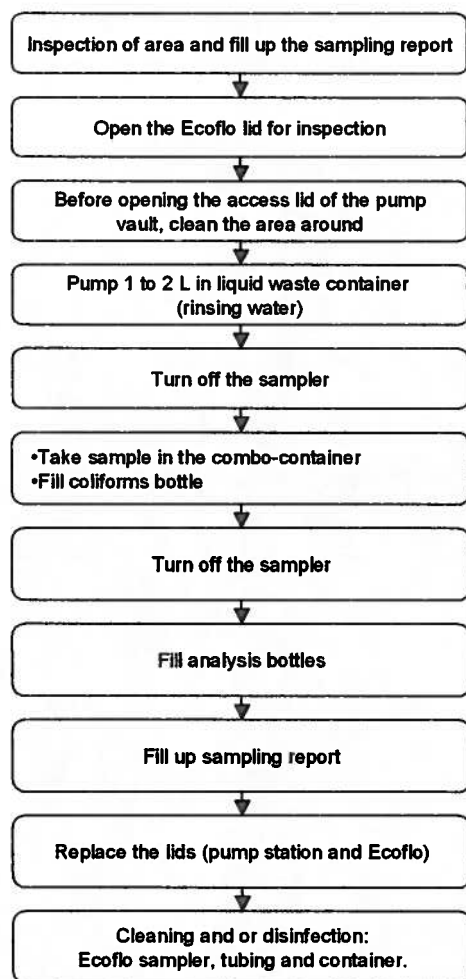 Inspection of area and fill up the sampling report
Open the Ecoflo lid for inspection
Before opening the access lid of the pump
vault, clean the area around
Pump 1 to 2 L in liquid waste container
(rinsing water)
Turn off the sampler
•Take sample in the combo-container
•Fill coliforms bottle
Turn off the sampler
Fill analysis bottles
Fill up sampling report
Replace the lids (pump station and Ecoflo)
Cleaning and or disinfection:
Ecoflo sampler, tubing and container.